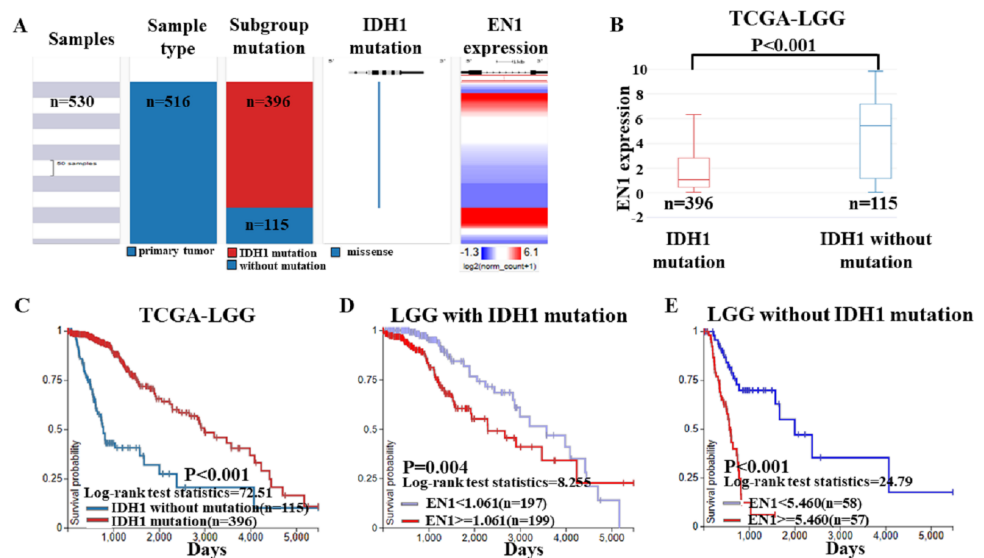 A
Samples
Sample type
Subgroup mutation
IDH1 mutation
EN1 expression
5'
3'
5'
3'
n=530
n=516
n=396
50 samples
n=115
primary tumor
IDH1 mutation
without mutation
missense
-1.3
6.1
log2(norm_count+1)
B
TCGA-LGG
P<0.001
EN1 expression
10
8
6
4
2
0
-2
n=396
n=115
IDH1 mutation
IDH1 without mutation
C
TCGA-LGG
1
0.75
0.5
0.25
0
Survival probability
P<0.001
Log-rank test statistics=72.51
IDH1 without mutation(n=115)
IDH1 mutation(n=396)
0
1,000
2,000
3,000
4,000
5,000
Days
D
LGG with IDH1 mutation
1
0.75
0.5
0.25
0
Survival probability
P=0.004
Log-rank test statistics=8.255
EN1<1.061(n=197)
EN1>=1.061(n=199)
0
1,000
2,000
3,000
4,000
5,000
Days
E
LGG without IDH1 mutation
1
0.75
0.5
0.25
0
Survival probability
P<0.001
Log-rank test statistics=24.79
EN1<5.460(n=58)
EN1>=5.460(n=57)
0
1,000
2,000
3,000
4,000
5,000
Days